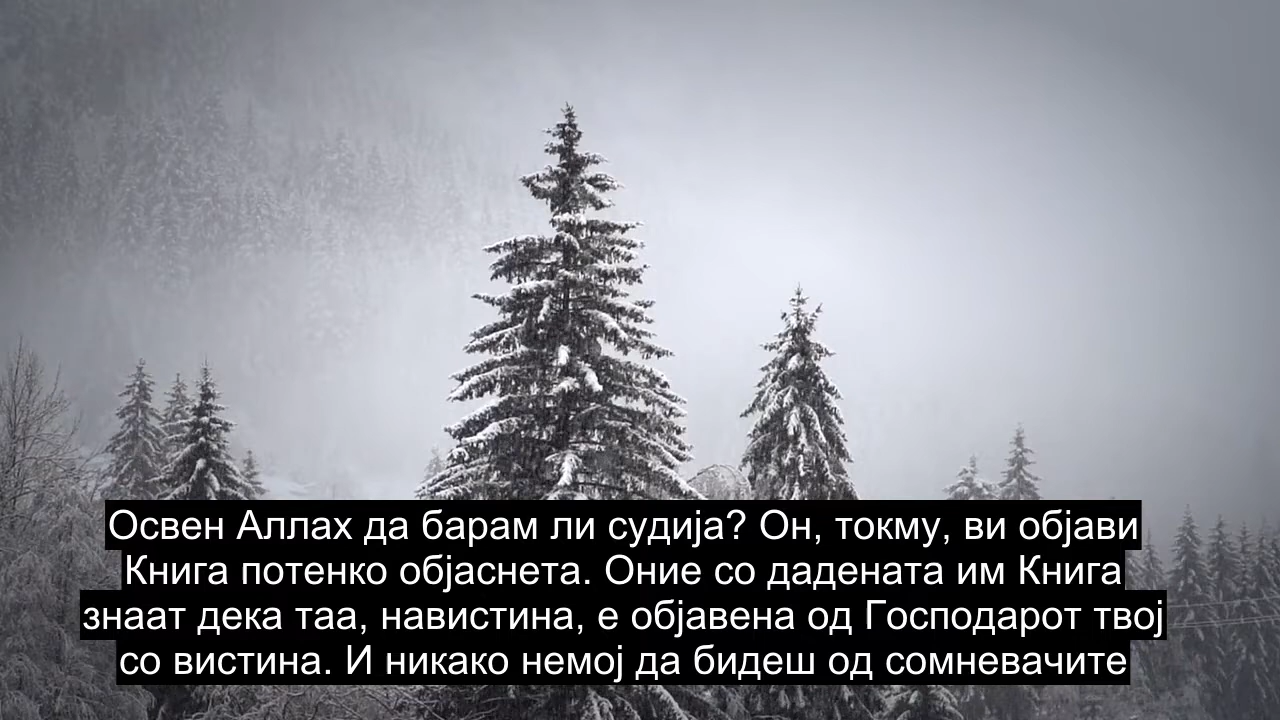 Освен Аллах да барам ли судија? Он, токму, ви објави
Книга потенко објаснета. Оние со дадената им Книга
знаат дека таа, навистина, е објавена од Господарот твој
со вистина. И никако немој да бидеш од сомневачите